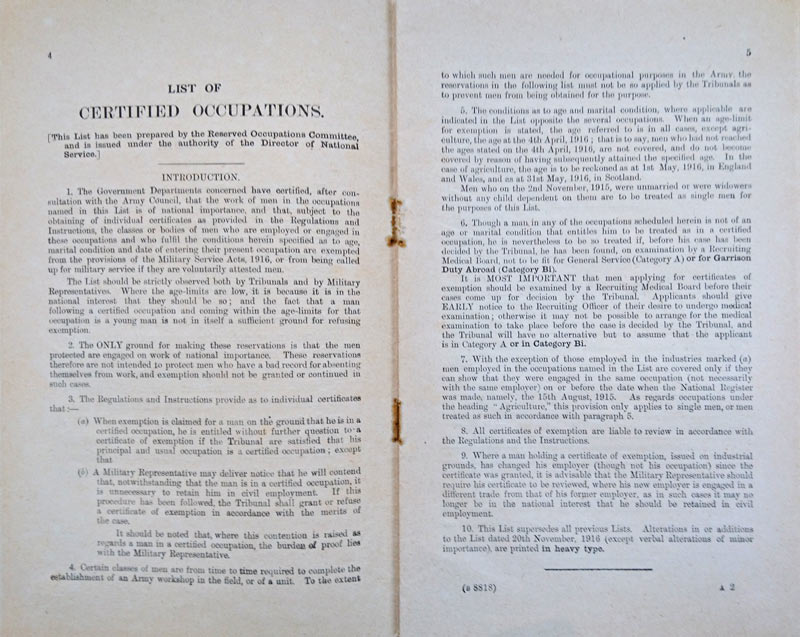 4
LIST OF
CERTIFIED OCCUPATIONS.
[This List has been prepared by the Reserved Occupations Committee,
and is issued under the authority of the Director of National
Service.]
INTRODUCTION.
1. The Government Departments concerned have certified, after con-
sultation with the Army Council, that the work of men in the occupations
named in this List is of national importance, and that, subject to the
obtaining of individual certificates as provided in the Regulations and
Instructions, the classes or bodies of men who are employed or engaged in
these occupations and who fulfil the conditions herein specified as to age,
marital condition and date of entering their present occupation are exempted
from the provisions of the Military Service Acts, 1916, or from being called
up for military service if they are voluntarily attested men.
The List should be strictly observed both by Tribunals and by Military
Representatives. Where the age-limits are low, it is because it is in the
national interest that they should be so; and the fact that a man
following a certified occupation and coming within the age-limits for that
occupation is a young man is not in itself a sufficient ground for refusing
exemption.
2. The ONLY ground for making these reservations is that the men
protected are engaged on work of national importance. These reservations
therefore are not intended to protect men who have a bad record for absenting
themselves from work, and exemption should not be granted or continued in
such cases.
3. The Regulations and Instructions provide as to individual certificates
that:—
(a) When exemption is claimed for a man on the ground that he is in a
certified occupation, he is entitled without further question to a
certificate of exemption if the Tribunal are satisfied that his
principal and usual occupation is a certified occupation; except
that
(b) A Military Representative may deliver notice that he will contend
that, notwithstanding that the man is in a certified occupation, it
is unnecessary to retain him in civil employment. If this
procedure has been followed, the Tribunal shall grant or refuse
a certificate of exemption in accordance with the merits of
the case.
It should be noted that, where this contention is raised as
regards a man in a certified occupation, the burden of proof lies
with the Military Representative.
4. Certain classes of men are from time to time required to complete the
establishment of an Army workshop in the field, or of a unit. To the extent
5
to which such men are needed for occupational purposes in the Army, the
reservations in the following list must not be so applied by the Tribunals as
to prevent men from being obtained for the purpose.
5. The conditions as to age and marital condition, where applicable are
indicated in the List opposite the several occupations. When an age-limit
for exemption is stated, the age referred to is in all cases, except agri-
culture, the age at the 4th April, 1916; that is to say, men who had not reached
the ages stated on the 4th April, 1916, are not covered, and do not become
covered by reason of having subsequently attained the specified age. In the
case of agriculture, the age is to be reckoned as at 1st May, 1916, in England
and Wales, and as at 31st May, 1916, in Scotland.
Men who on the 2nd November, 1915, were unmarried or were widowers
without any child dependent on them are to be treated as single men for
the purposes of this List.
6. Though a man in any of the occupations scheduled herein is not of an
age or marital condition that entitles him to be treated as in a certified
occupation, he is nevertheless to be so treated if, before his case has been
decided by the Tribunal, he has been found, on examination by a Recruiting
Medical Board, not to be fit for General Service (Category A) or for Garrison
Duty Abroad (Category Bi).
It is MOST IMPORTANT that men applying for certificates of
exemption should be examined by a Recruiting Medical Board before their
cases come up for decision by the Tribunal. Applicants should give
EARLY notice to the Recruiting Officer of their desire to undergo medical
examination; otherwise it may not be possible to arrange for the medical
examination to take place before the case is decided by the Tribunal, and
the Tribunal will have no alternative but to assume that the applicant
is in Category A or in Category Bi.
7. With the exception of those employed in the industries marked (a)
men employed in the occupations named in the List are covered only if they
can show that they were engaged in the same occupation (not necessarily
with the same employer) on or before the date when the National Register
was made, namely, the 15th August, 1915. As regards occupations under
the heading "Agriculture," this provision only applies to single men, or men
treated as such in accordance with paragraph 5.
8. All certificates of exemption are liable to review in accordance with
the Regulations and the Instructions.
9. Where a man holding a certificate of exemption, issued on industrial
grounds, has changed his employer (though not his occupation) since the
certificate was granted, it is advisable that the Military Representative should
require his certificate to be reviewed, where his new employer is engaged in a
different trade from that of his former employer, as in such cases it may no
longer be in the national interest that he should be retained in civil
employment.
10. This List supersedes all previous Lists. Alterations in or additions
to the List dated 20th November, 1916 (except verbal alterations of minor
importance), are printed in heavy type.
(B 8818)
A 2